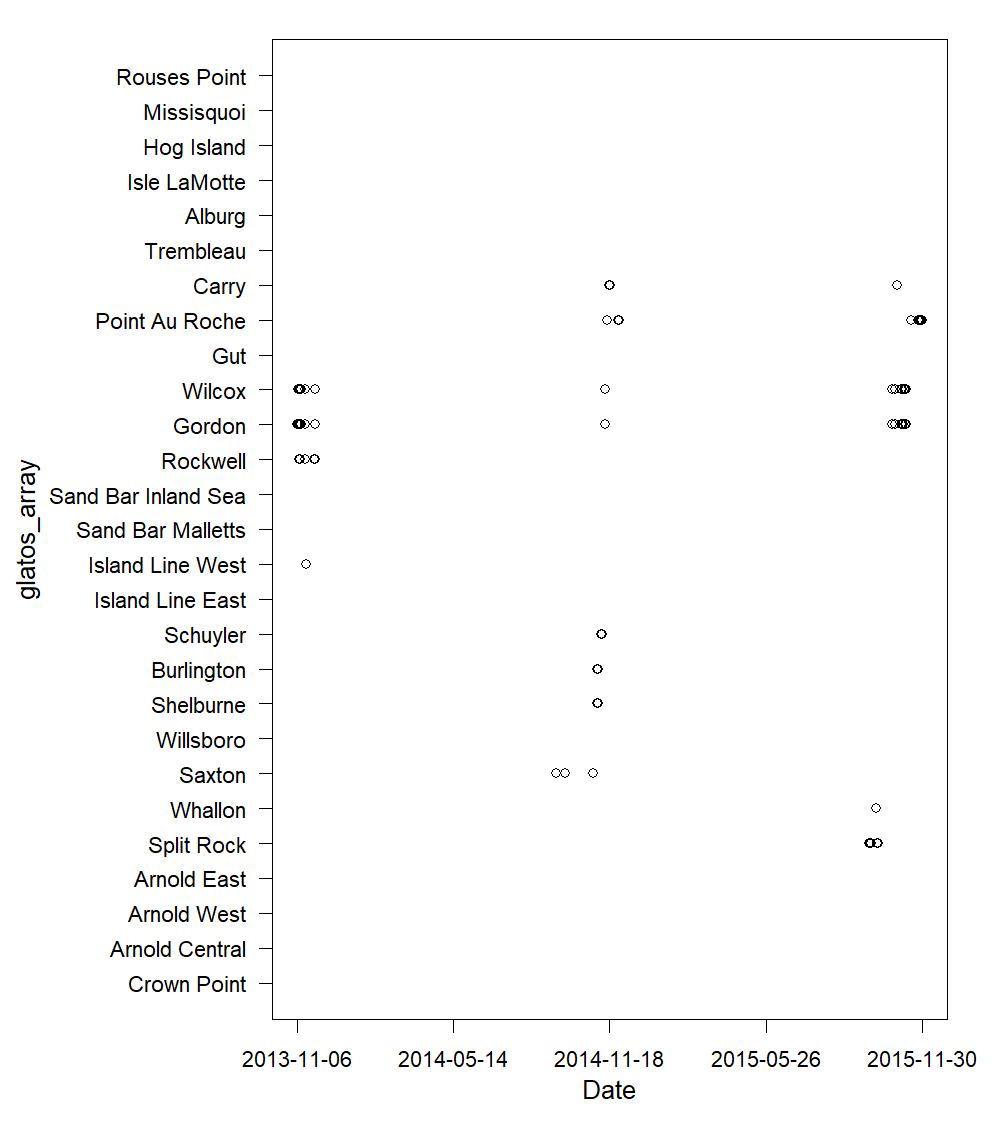 Rouses Point
Missisquoi
Hog Island
Isle LaMotte
Alburg
Trembleau
Carry
Point Au Roche
Gut
Wilcox
Gordon
Rockwell
Sand Bar Inland Sea
Sand Bar Malletts
Island Line West
Island Line East
Schuyler
Burlington
Shelburne
Willsboro
Saxton
Whallon
Split Rock
Arnold East
Arnold West
Arnold Central
Crown Point
glatos_array
2013-11-06 2014-05-14 2014-11-18 2015-05-26 2015-11-30
Date